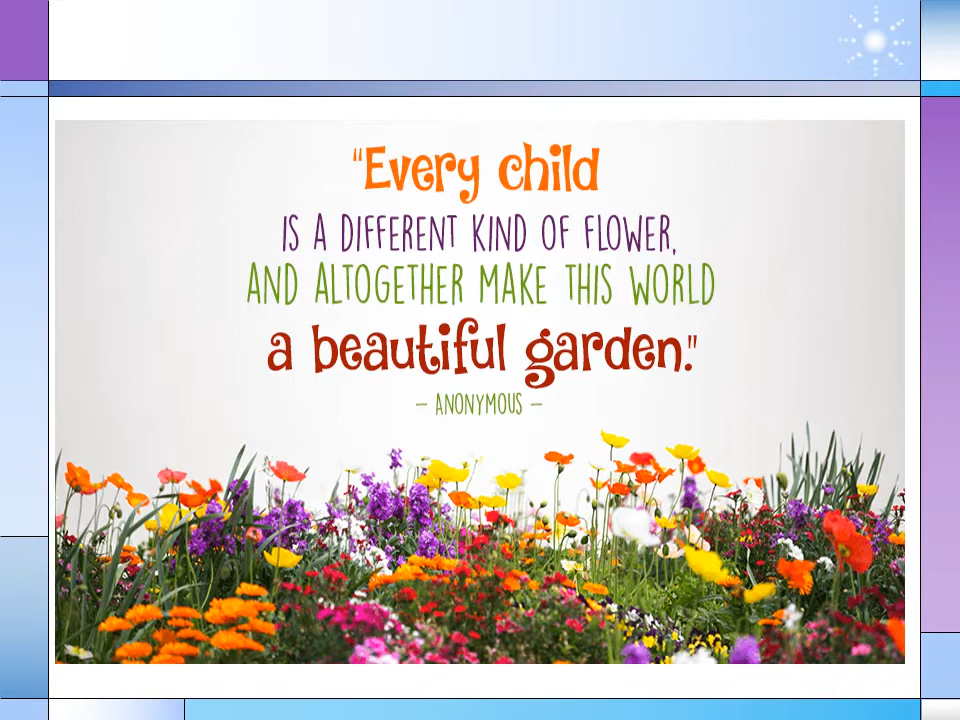 "Every child
IS A DIFFERENT KIND OF FLOWER,
AND ALTOGETHER MAKE THIS WORLD
a beautiful garden."
– ANONYMOUS –